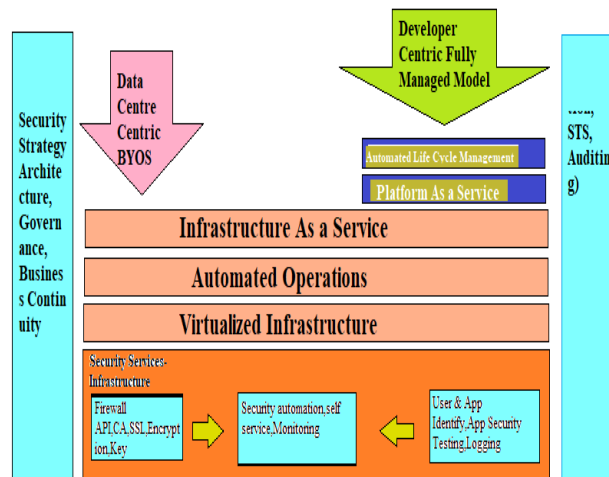 Security
Strategy
Archite
cture,
Govern
ance,
Busines
s Contin
uity
Data
Centre
Centric
BYOS
Developer
Centric Fully
Managed Model
Automated Life Cycle Management
Platform As a Service
STS,
Auditin
g)
Infrastructure As a Service
Automated Operations
Virtualized Infrastructure
Security Services-
Infrastructure
Firewall
API,CA,SSL,Encrypt
ion,Key
Security automation,self
service,Monitoring
User & App
Identify,App Security
Testing,Logging